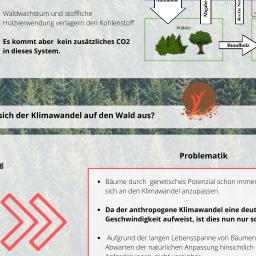 Waldwachstum und stoffliche
Holzverwendung verlagern den Kohlenstoff
Es kommt aber kein zusätzliches CO2
in dieses System.
Wälder
Rundholz
sich der Klimawandel auf den Wald aus?
Problematik
Bäume durch genetisches Potenzial schon immer
sich an den Klimawandel anzupassen.
Da der anthropogene Klimawandel eine
Geschwindigkeit aufweist, ist dies nun nur
Aufgrund der langen Lebensspanne von Bäumen
Abwarten der natürlichen Anpassung hinsichtlich